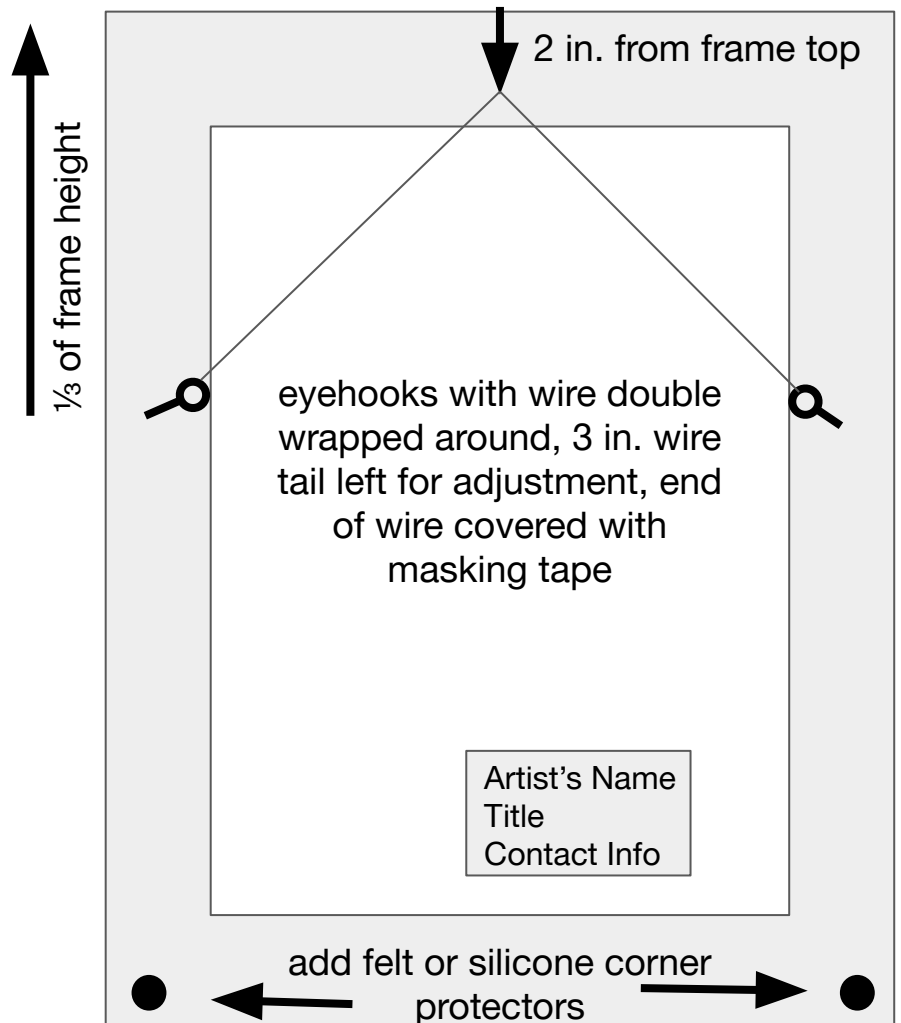 2 in. from frame top
⅓ of frame height
eyehooks with wire double
wrapped around, 3 in. wire
tail left for adjustment, end
of wire covered with
masking tape
Artist’s Name
Title
Contact Info
add felt or silicone corner
protectors